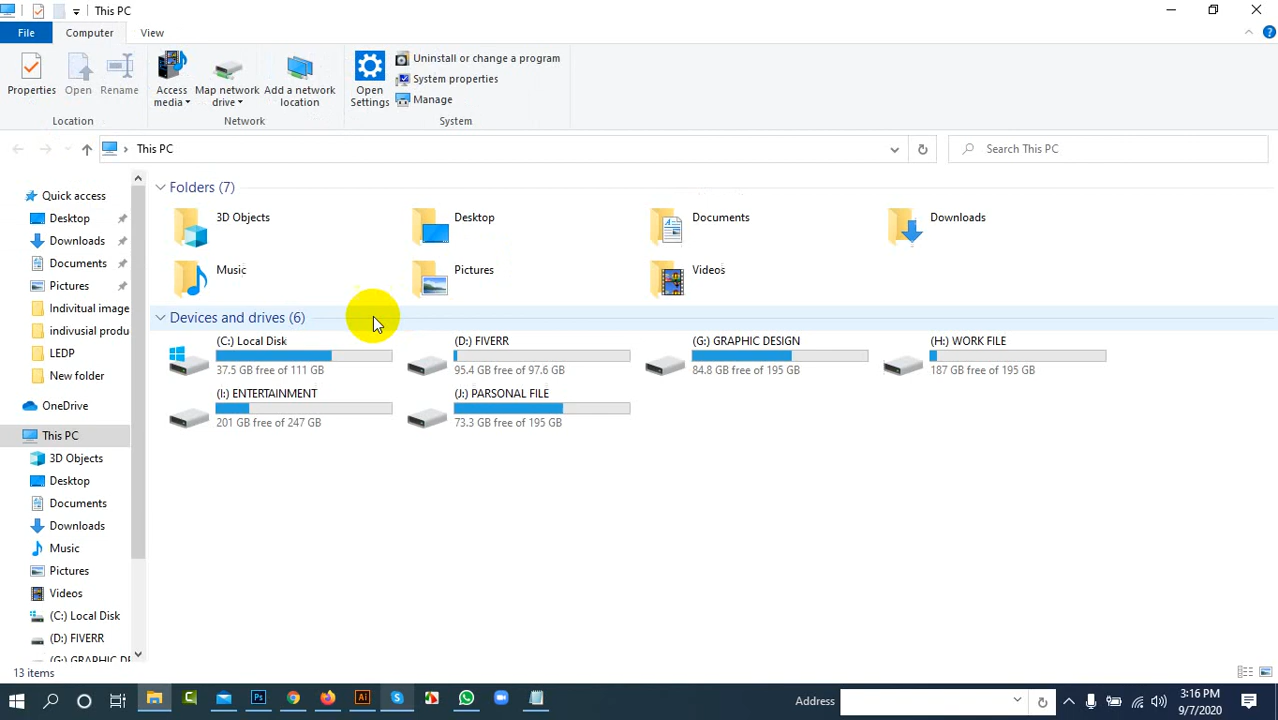 This PC
File
Computer
View
Properties
Open
Rename
Access media
Map network drive
Add a network location
Open Settings
Uninstall or change a program
System properties
Manage
Location
Network
System
This PC
Search This PC
Quick access
Desktop
Downloads
Documents
Pictures
Indivitual image
indivusial produ
LEDP
New folder
OneDrive
This PC
3D Objects
Desktop
Documents
Downloads
Music
Pictures
Videos
(C:) Local Disk
(D:) FIVERR
(G:) GRAPHIC DE
Folders (7)
3D Objects
Desktop
Documents
Downloads
Music
Pictures
Videos
Devices and drives (6)
(C:) Local Disk
37.5 GB free of 111 GB
(D:) FIVERR
95.4 GB free of 97.6 GB
(G:) GRAPHIC DESIGN
84.8 GB free of 195 GB
(H:) WORK FILE
187 GB free of 195 GB
(I:) ENTERTAINMENT
201 GB free of 247 GB
(J:) PARSONAL FILE
73.3 GB free of 195 GB
13 items
Ps
Ai
Address
3:16 PM
9/7/2020